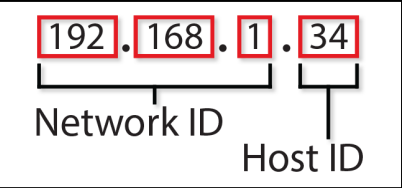 192.168.1.34
Network ID
Host ID